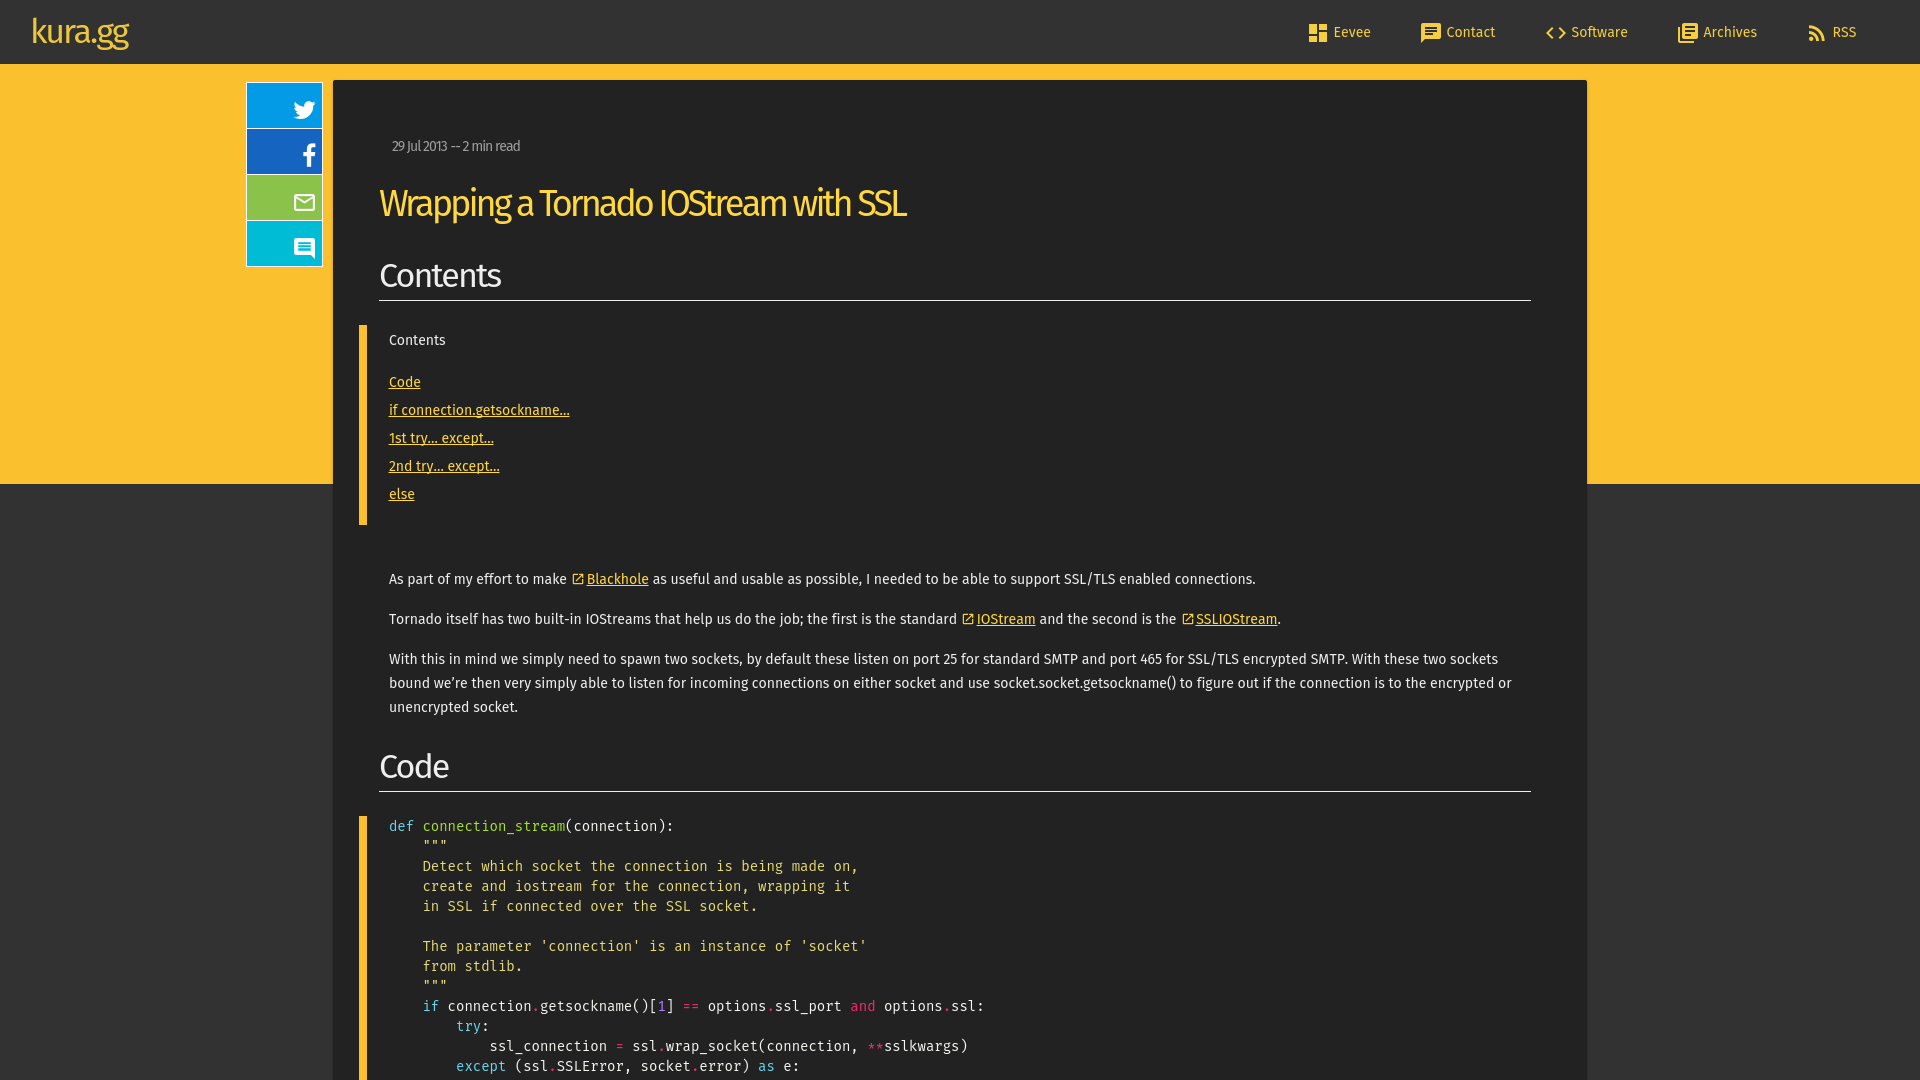 kura.gg
Eevee
Contact
Software
Archives
RSS
29 Jul 2013 -- 2 min read
Wrapping a Tornado IOStream with SSL
Contents
Contents
Code
if connection.getsockname...
1st try... except...
2nd try... except...
else
As part of my effort to make Blackhole as useful and usable as possible, I needed to be able to support SSL/TLS enabled connections.
Tornado itself has two built-in IOStreams that help us do the job; the first is the standard IOStream and the second is the SSLIOStream.
With this in mind we simply need to spawn two sockets, by default these listen on port 25 for standard SMTP and port 465 for SSL/TLS encrypted SMTP. With these two sockets
bound we’re then very simply able to listen for incoming connections on either socket and use socket.socket.getsockname() to figure out if the connection is to the encrypted or
unencrypted socket.
Code
def connection_stream(connection):
    """
    Detect which socket the connection is being made on,
    create and iostream for the connection, wrapping it
    in SSL if connected over the SSL socket.

    The parameter 'connection' is an instance of 'socket'
    from stdlib.
    """
    if connection.getsockname()[1] == options.ssl_port and options.ssl:
        try:
            ssl_connection = ssl.wrap_socket(connection, **sslkwargs)
        except (ssl.SSLError, socket.error) as e: